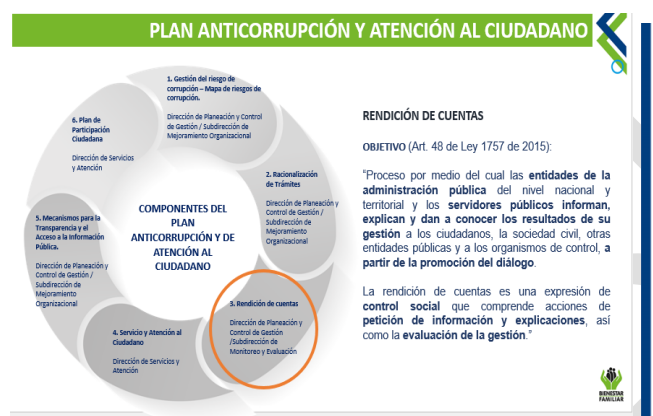 PLAN ANTICORRUPCIÓN Y ATENCIÓN AL CIUDADANO
1. Gestión del riesgo de
corrupción – Mapa de riesgos de
corrupción.
Dirección de Planeación y Control
de Gestión / Subdirección de
Mejoramiento Organizacional
2. Racionalización
de Trámites
Dirección de Planeación y
Control de Gestión /
Subdirección de
Mejoramiento
Organizacional
3. Rendición de cuentas
Dirección de Planeación y
Control de Gestión
/Subdirección de
Monitoreo y Evaluación
4. Servicio y Atención al
Ciudadano
Dirección de Servicios y
Atención
5. Mecanismos para la
Transparencia y el
Acceso a la Información
Pública.
Dirección de Planeación y
Control de Gestión /
Subdirección de
Mejoramiento
Organizacional
6. Plan de
Participación
Ciudadana
Dirección de Servicios
y Atención
COMPONENTES DEL
PLAN
ANTICORRUPCIÓN Y DE
ATENCIÓN AL
CIUDADANO
RENDICIÓN DE CUENTAS
OBJETIVO (Art. 48 de Ley 1757 de 2015):
“Proceso por medio del cual las entidades de la
administración pública del nivel nacional y
territorial y los servidores públicos informan,
explican y dan a conocer los resultados de su
gestión a los ciudadanos, la sociedad civil, otras
entidades públicas y a los organismos de control, a
partir de la promoción del diálogo.
La rendición de cuentas es una expresión de
control social que comprende acciones de
petición de información y explicaciones, así
como la evaluación de la gestión.”
BIENESTAR
FAMILIAR